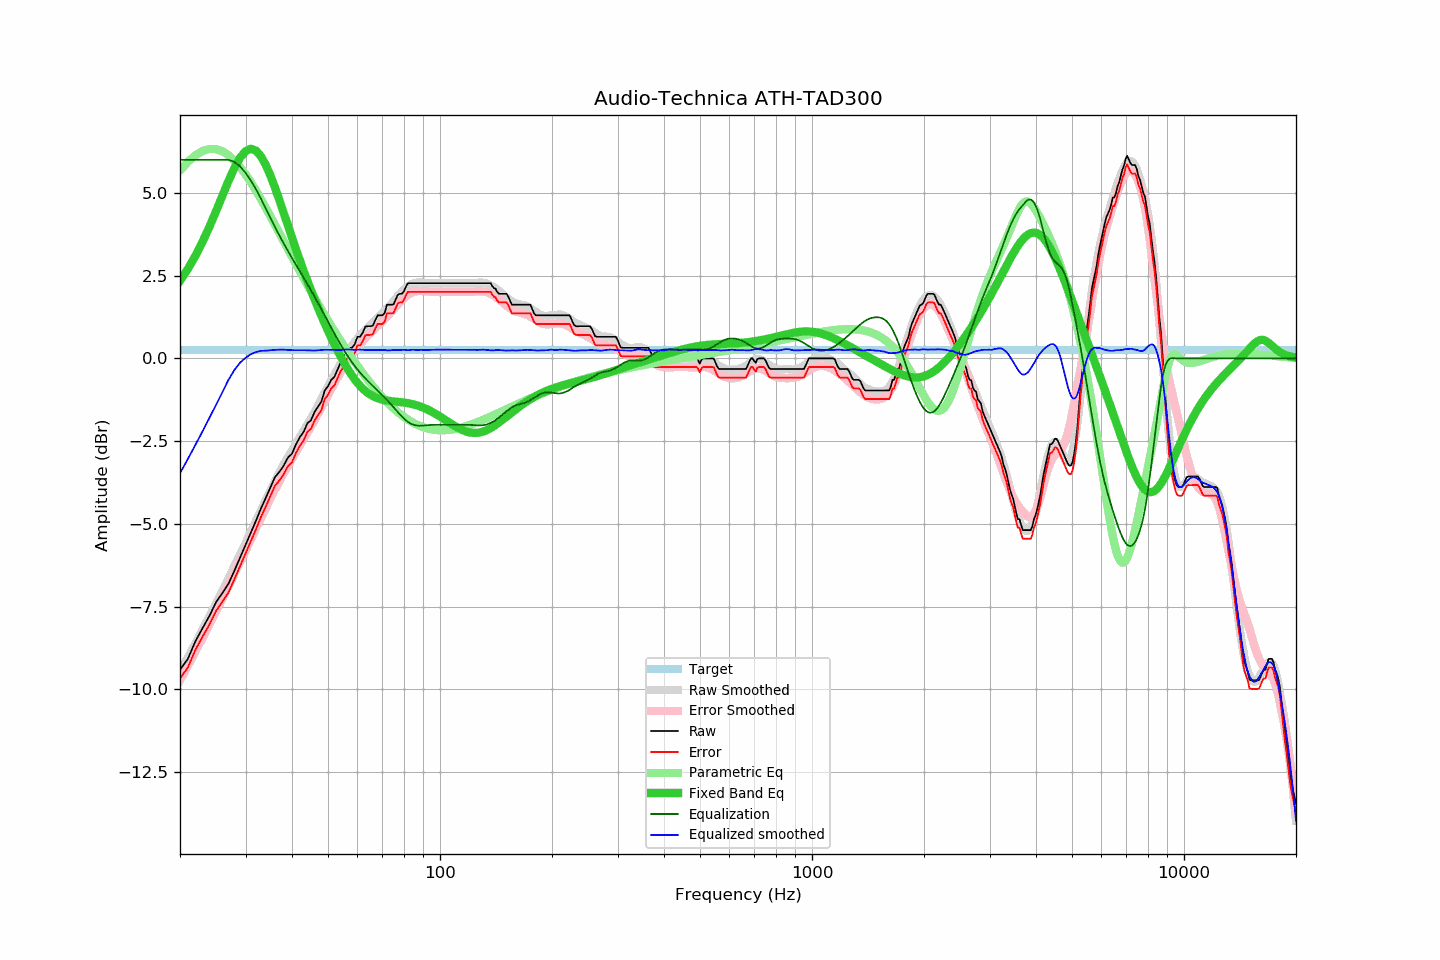 Audio-Technica ATH-TAD300
5.0
2.5
0.0
−2.5
−5.0
−7.5
−10.0
−12.5
Amplitude (dBr)
Target
Raw Smoothed
Error Smoothed
Raw
Error
Parametric Eq
Fixed Band Eq
Equalization
Equalized smoothed
100
1000
10000
Frequency (Hz)